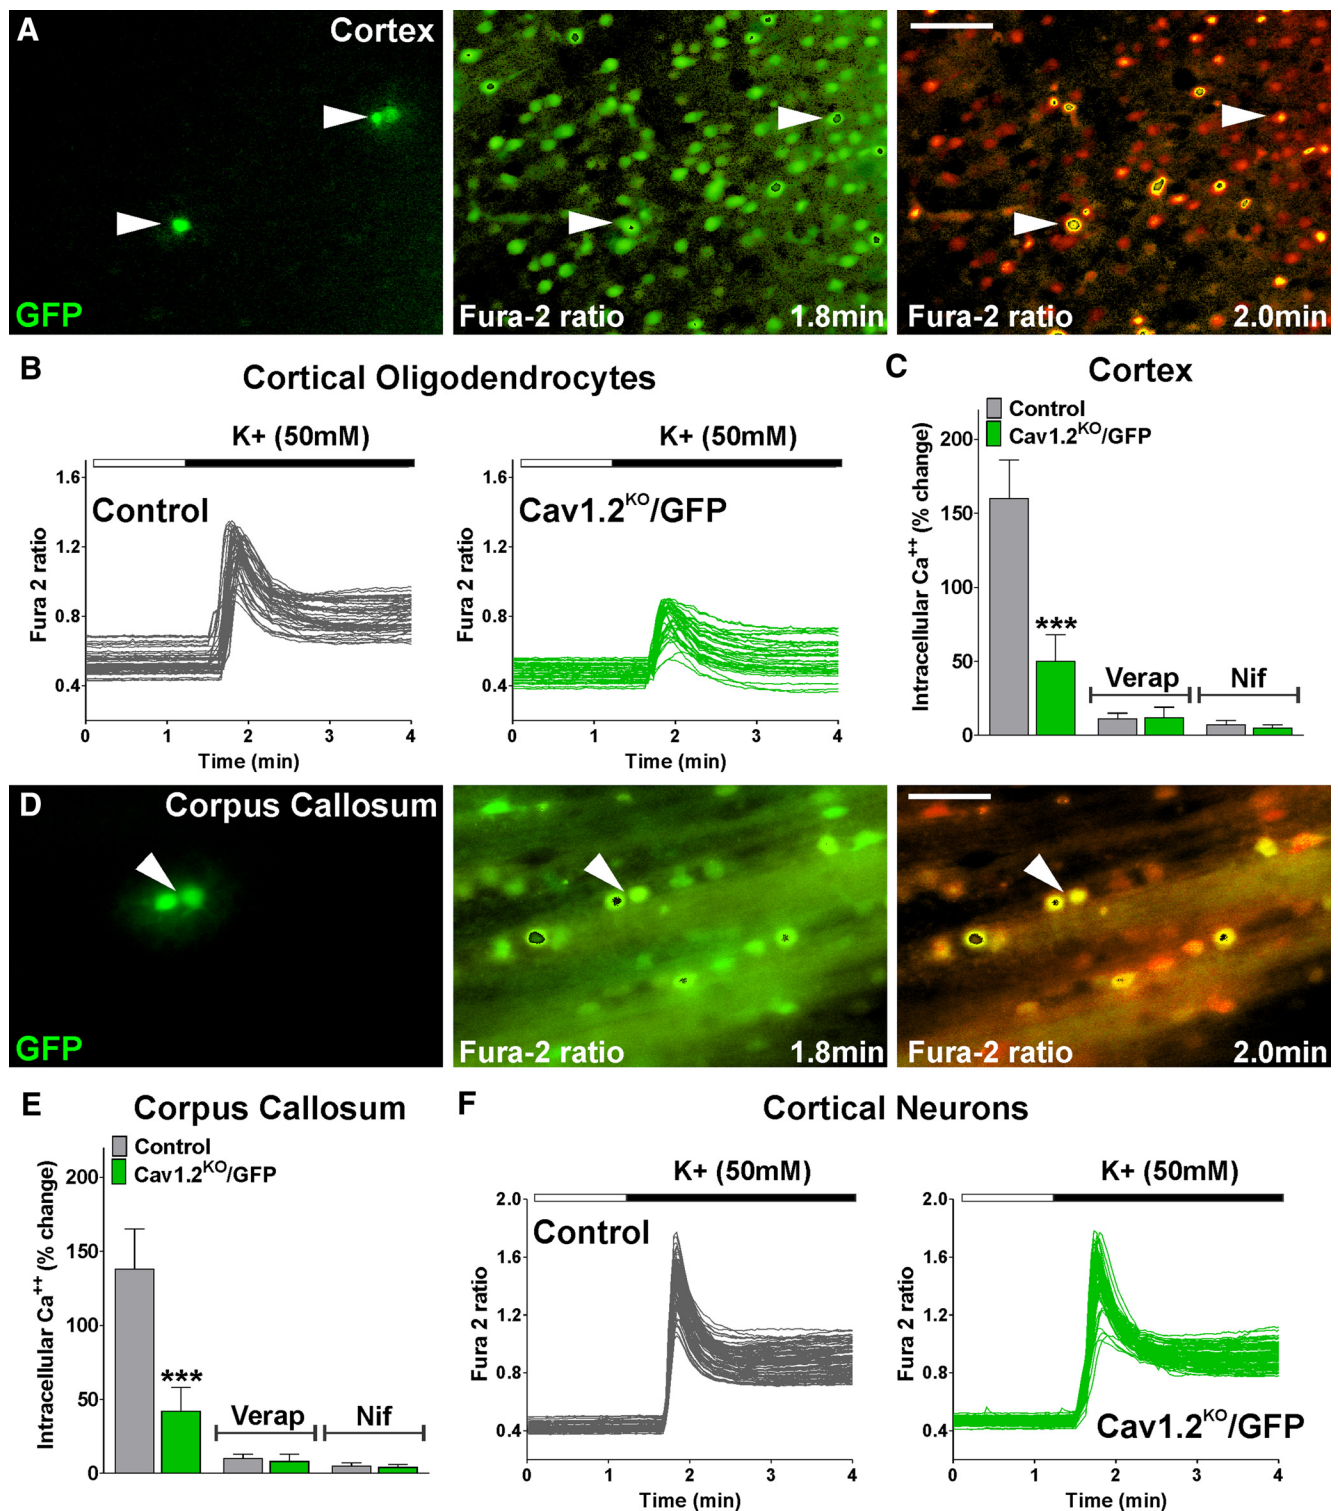 A
Cortex
GFP
Fura-2 ratio
1.8min
Fura-2 ratio
2.0min
B
Cortical Oligodendrocytes
K+ (50mM)
Control
Fura 2 ratio
1.6
1.2
0.8
0.4
0
1
2
3
4
Time (min)
K+ (50mM)
Cav1.2KO/GFP
Fura 2 ratio
1.6
1.2
0.8
0.4
0
1
2
3
4
Time (min)
C
Cortex
Control
Cav1.2KO/GFP
Intracellular Ca++ (% change)
200
150
100
50
0
***
Verap
Nif
D
Corpus Callosum
GFP
Fura-2 ratio
1.8min
Fura-2 ratio
2.0min
E
Corpus Callosum
Control
Cav1.2KO/GFP
Intracellular Ca++ (% change)
200
150
100
50
0
***
Verap
Nif
F
Cortical Neurons
K+ (50mM)
Control
Fura 2 ratio
2.0
1.6
1.2
0.8
0.4
0
1
2
3
4
Time (min)
K+ (50mM)
Cav1.2KO/GFP
Fura 2 ratio
2.0
1.6
1.2
0.8
0.4
0
1
2
3
4
Time (min)